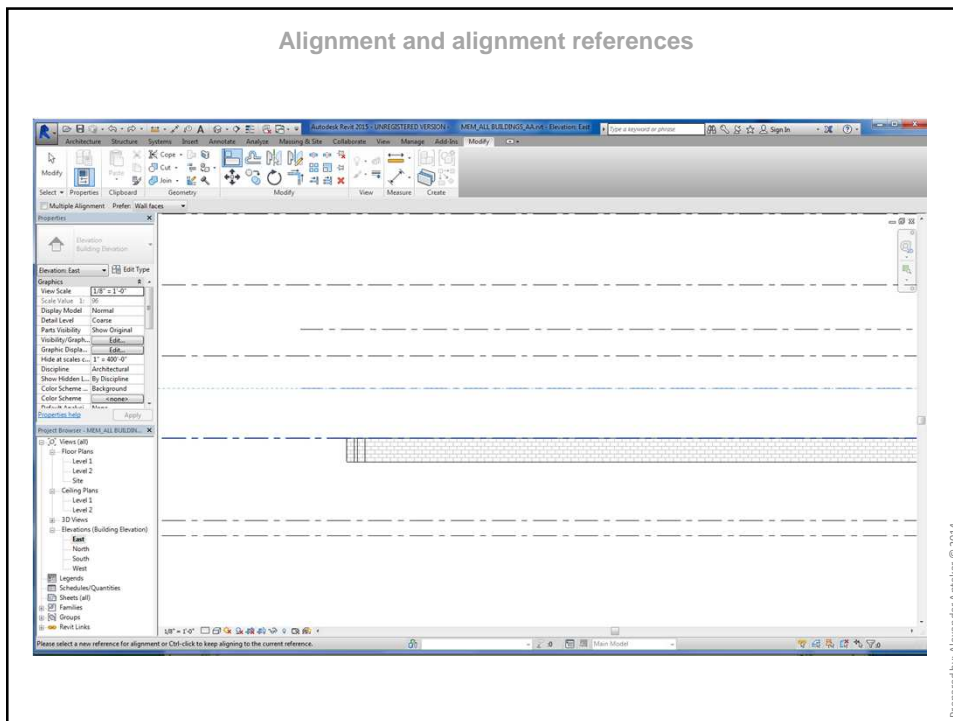 Alignment and alignment references
Autodesk Revit 2015 - UNREGISTERED VERSION - MEM_ALL BUILDINGS_AA.rvt - Elevation: East
Type a keyword or phrase
Sign In
Architecture Structure Systems Insert Annotate Analyze Massing & Site Collaborate View Manage Add-Ins Modify
Modify
Paste
Cope
Cut
Join
Select Properties Clipboard Geometry Modify View Measure Create
Multiple Alignment Prefer: Wall faces
Properties
Elevation
Building Elevation
Elevation: East Edit Type
Graphics
View Scale 1/8" = 1'-0"
Scale Value 1: 96
Display Model Normal
Detail Level Coarse
Parts Visibility Show Original
Visibility/Graph... Edit...
Graphic Displa... Edit...
Hide at scales c... 1" = 400'-0"
Discipline Architectural
Show Hidden L... By Discipline
Color Scheme ... Background
Color Scheme <none>
Properties help Apply
Project Browser - MEM_ALL BUILDIN...
Views (all)
Floor Plans
Level 1
Level 2
Site
Ceiling Plans
Level 1
Level 2
3D Views
Elevations (Building Elevation)
East
North
South
West
Legends
Schedules/Quantities
Sheets (all)
Families
Groups
Revit Links
1/8" = 1'-0"
Please select a new reference for alignment or Ctrl-click to keep aligning to the current reference.
:0
Main Model
:0